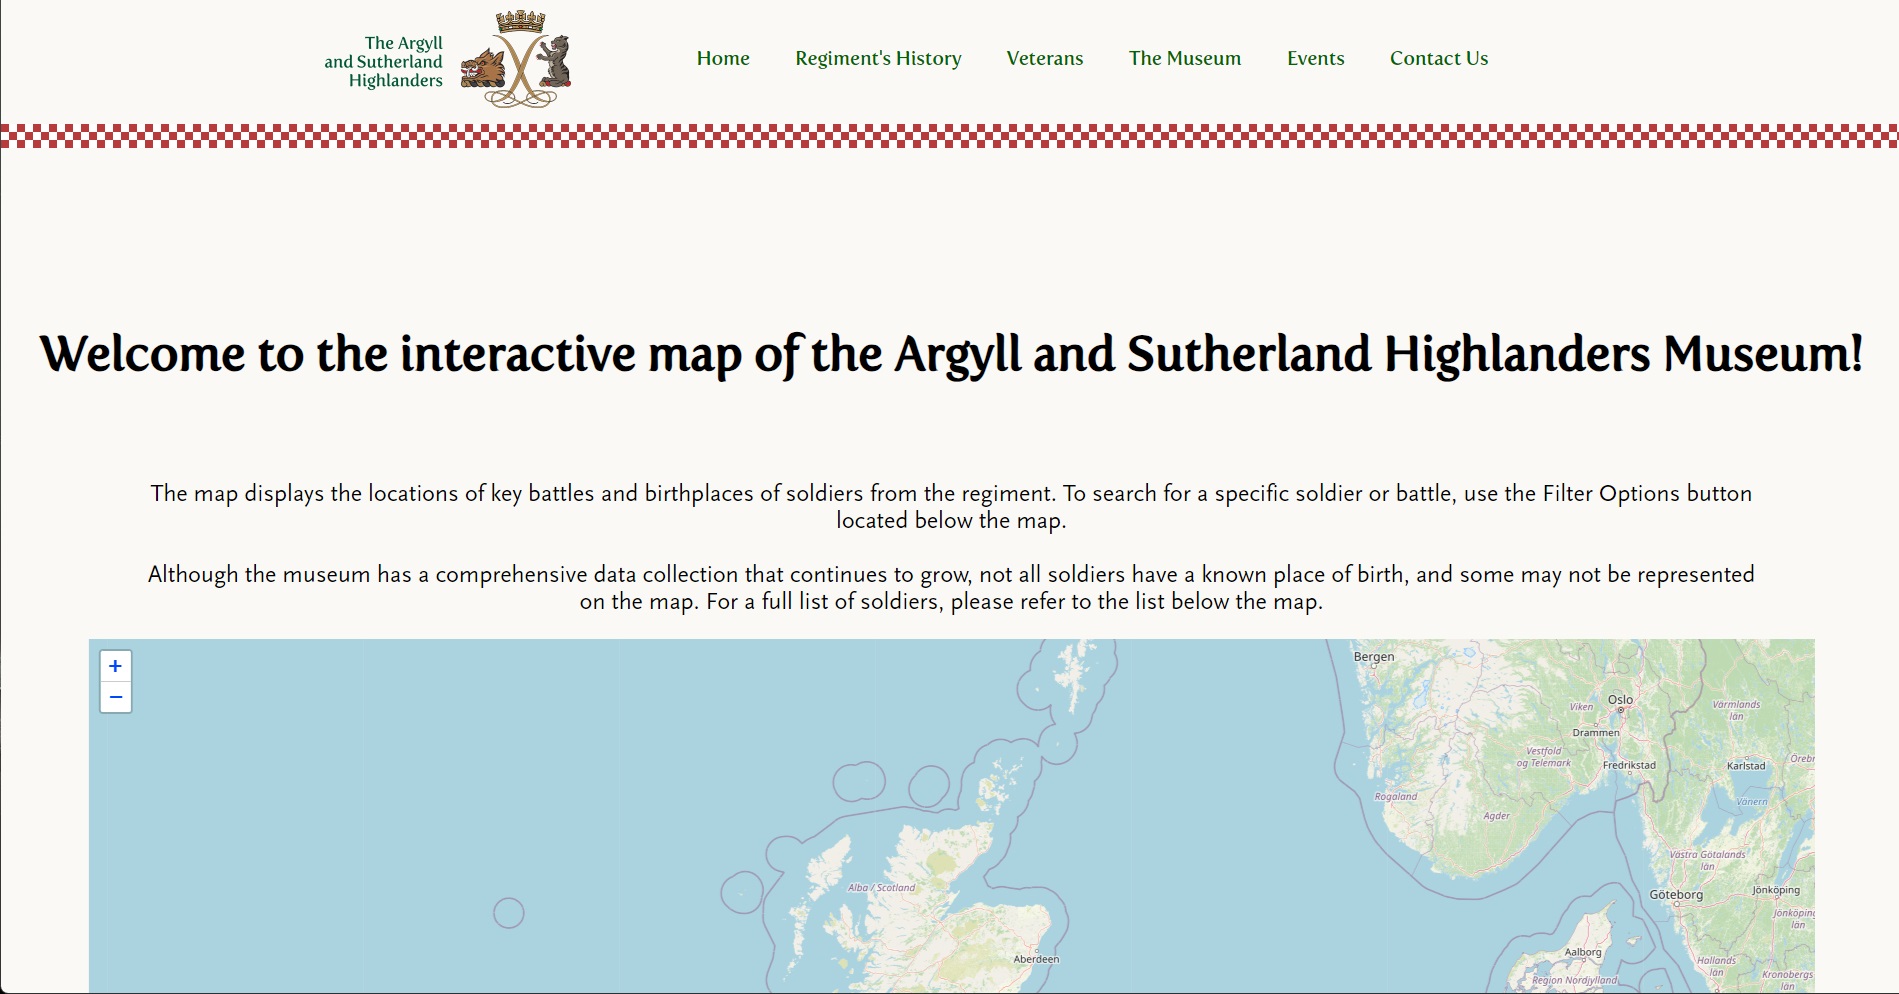 The Argyll
and Sutherland
Highlanders
Home Regiment's History Veterans The Museum Events Contact Us
Welcome to the interactive map of the Argyll and Sutherland Highlanders Museum!
The map displays the locations of key battles and birthplaces of soldiers from the regiment. To search for a specific soldier or battle, use the Filter Options button
located below the map.
Although the museum has a comprehensive data collection that continues to grow, not all soldiers have a known place of birth, and some may not be represented
on the map. For a full list of soldiers, please refer to the list below the map.
+
−
Bergen
Oslo
Viken
Värmlands
län
Drammen
Vestfold
og Telemark
Fredrikstad
Karlstad
Örebr
Rogaland
Vänern
Agder
Västra Götalands
län
Alba / Scotland
Göteborg
Jönköping
Jönköping
län
Aalborg
Aberdeen
Hallands
län
Kronobergs
län
Region Nordjylland